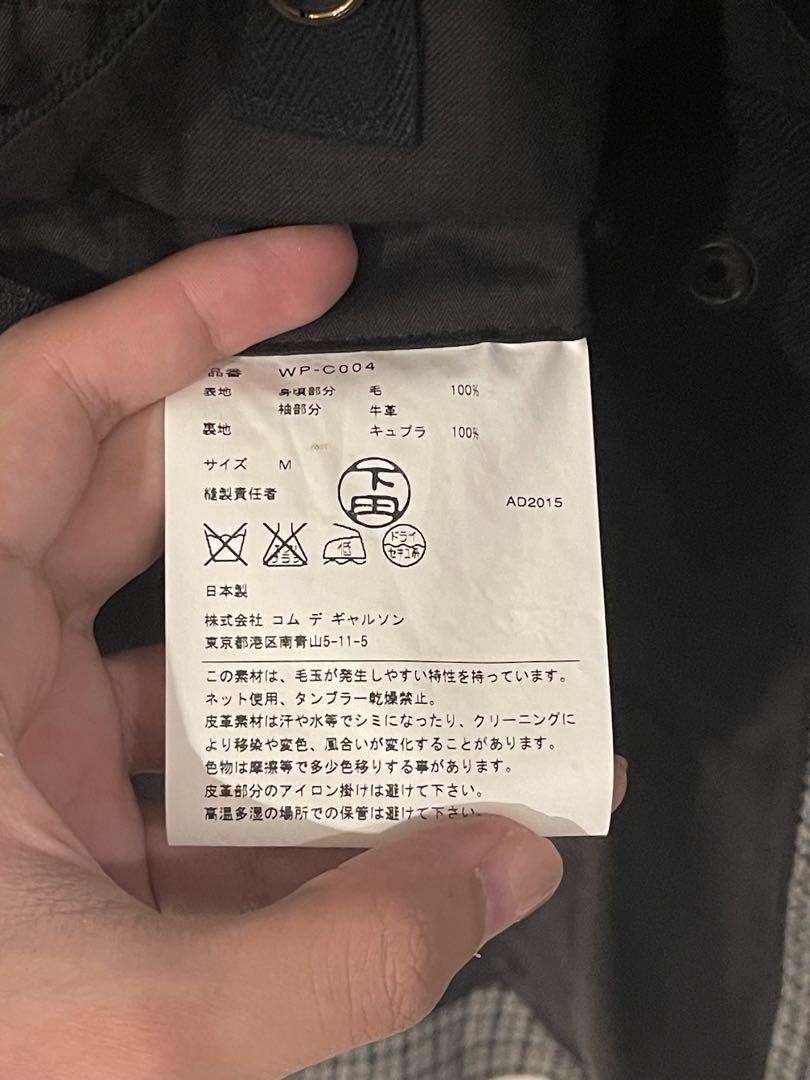 品番 WP-C004
表地 身頃部分 毛 100%
袖部分 牛革
裏地 キュプラ 100%
サイズ M
縫製責任者 下田 AD2015
低 ドライ セキユ系
日本製
株式会社 コム デ ギャルソン
東京都港区南青山5-11-5
この素材は、毛玉が発生しやすい特性を持っています。
ネット使用、タンブラー乾燥禁止。
皮革素材は汗や水等でシミになったり、クリーニングに
より移染や変色、風合いが変化することがあります。
色物は摩擦等で多少色移りする事があります。
皮革部分のアイロン掛けは避けて下さい。
高温多湿の場所での保管は避けて下さい。